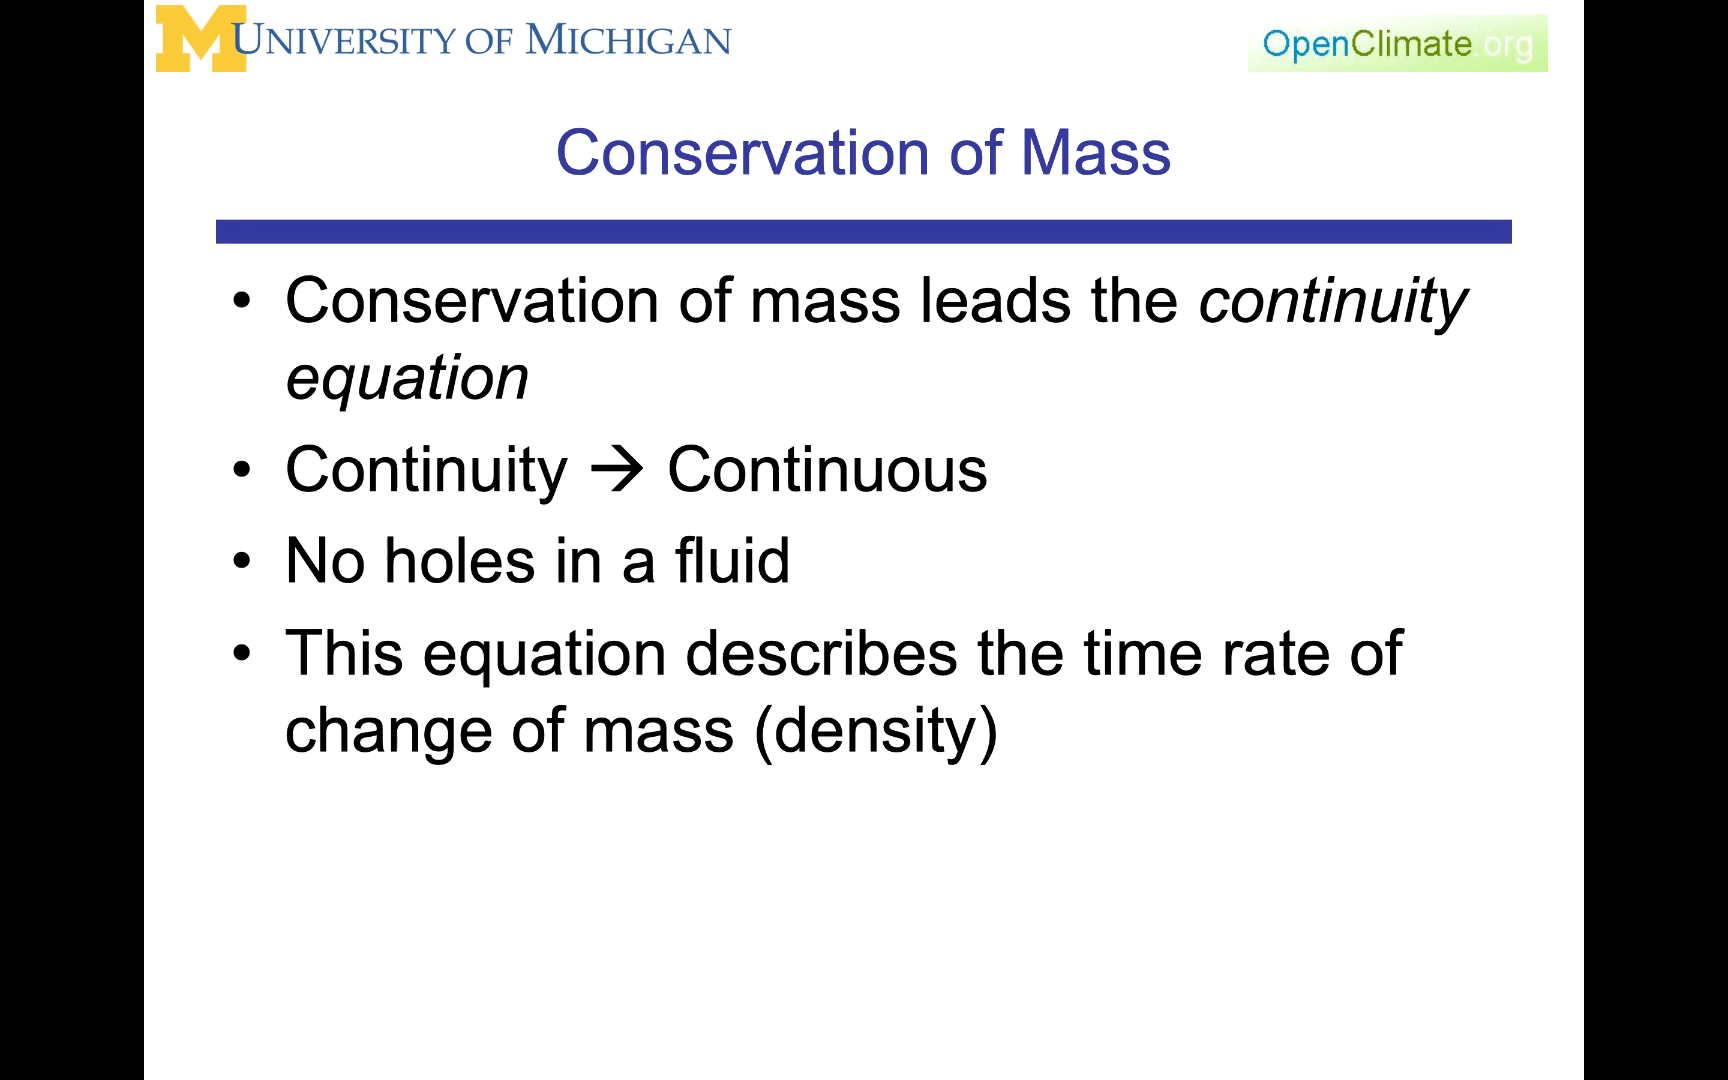 M UNIVERSITY OF MICHIGAN
OpenClimate.org
Conservation of Mass
• Conservation of mass leads the continuity
equation
• Continuity → Continuous
• No holes in a fluid
• This equation describes the time rate of
change of mass (density)